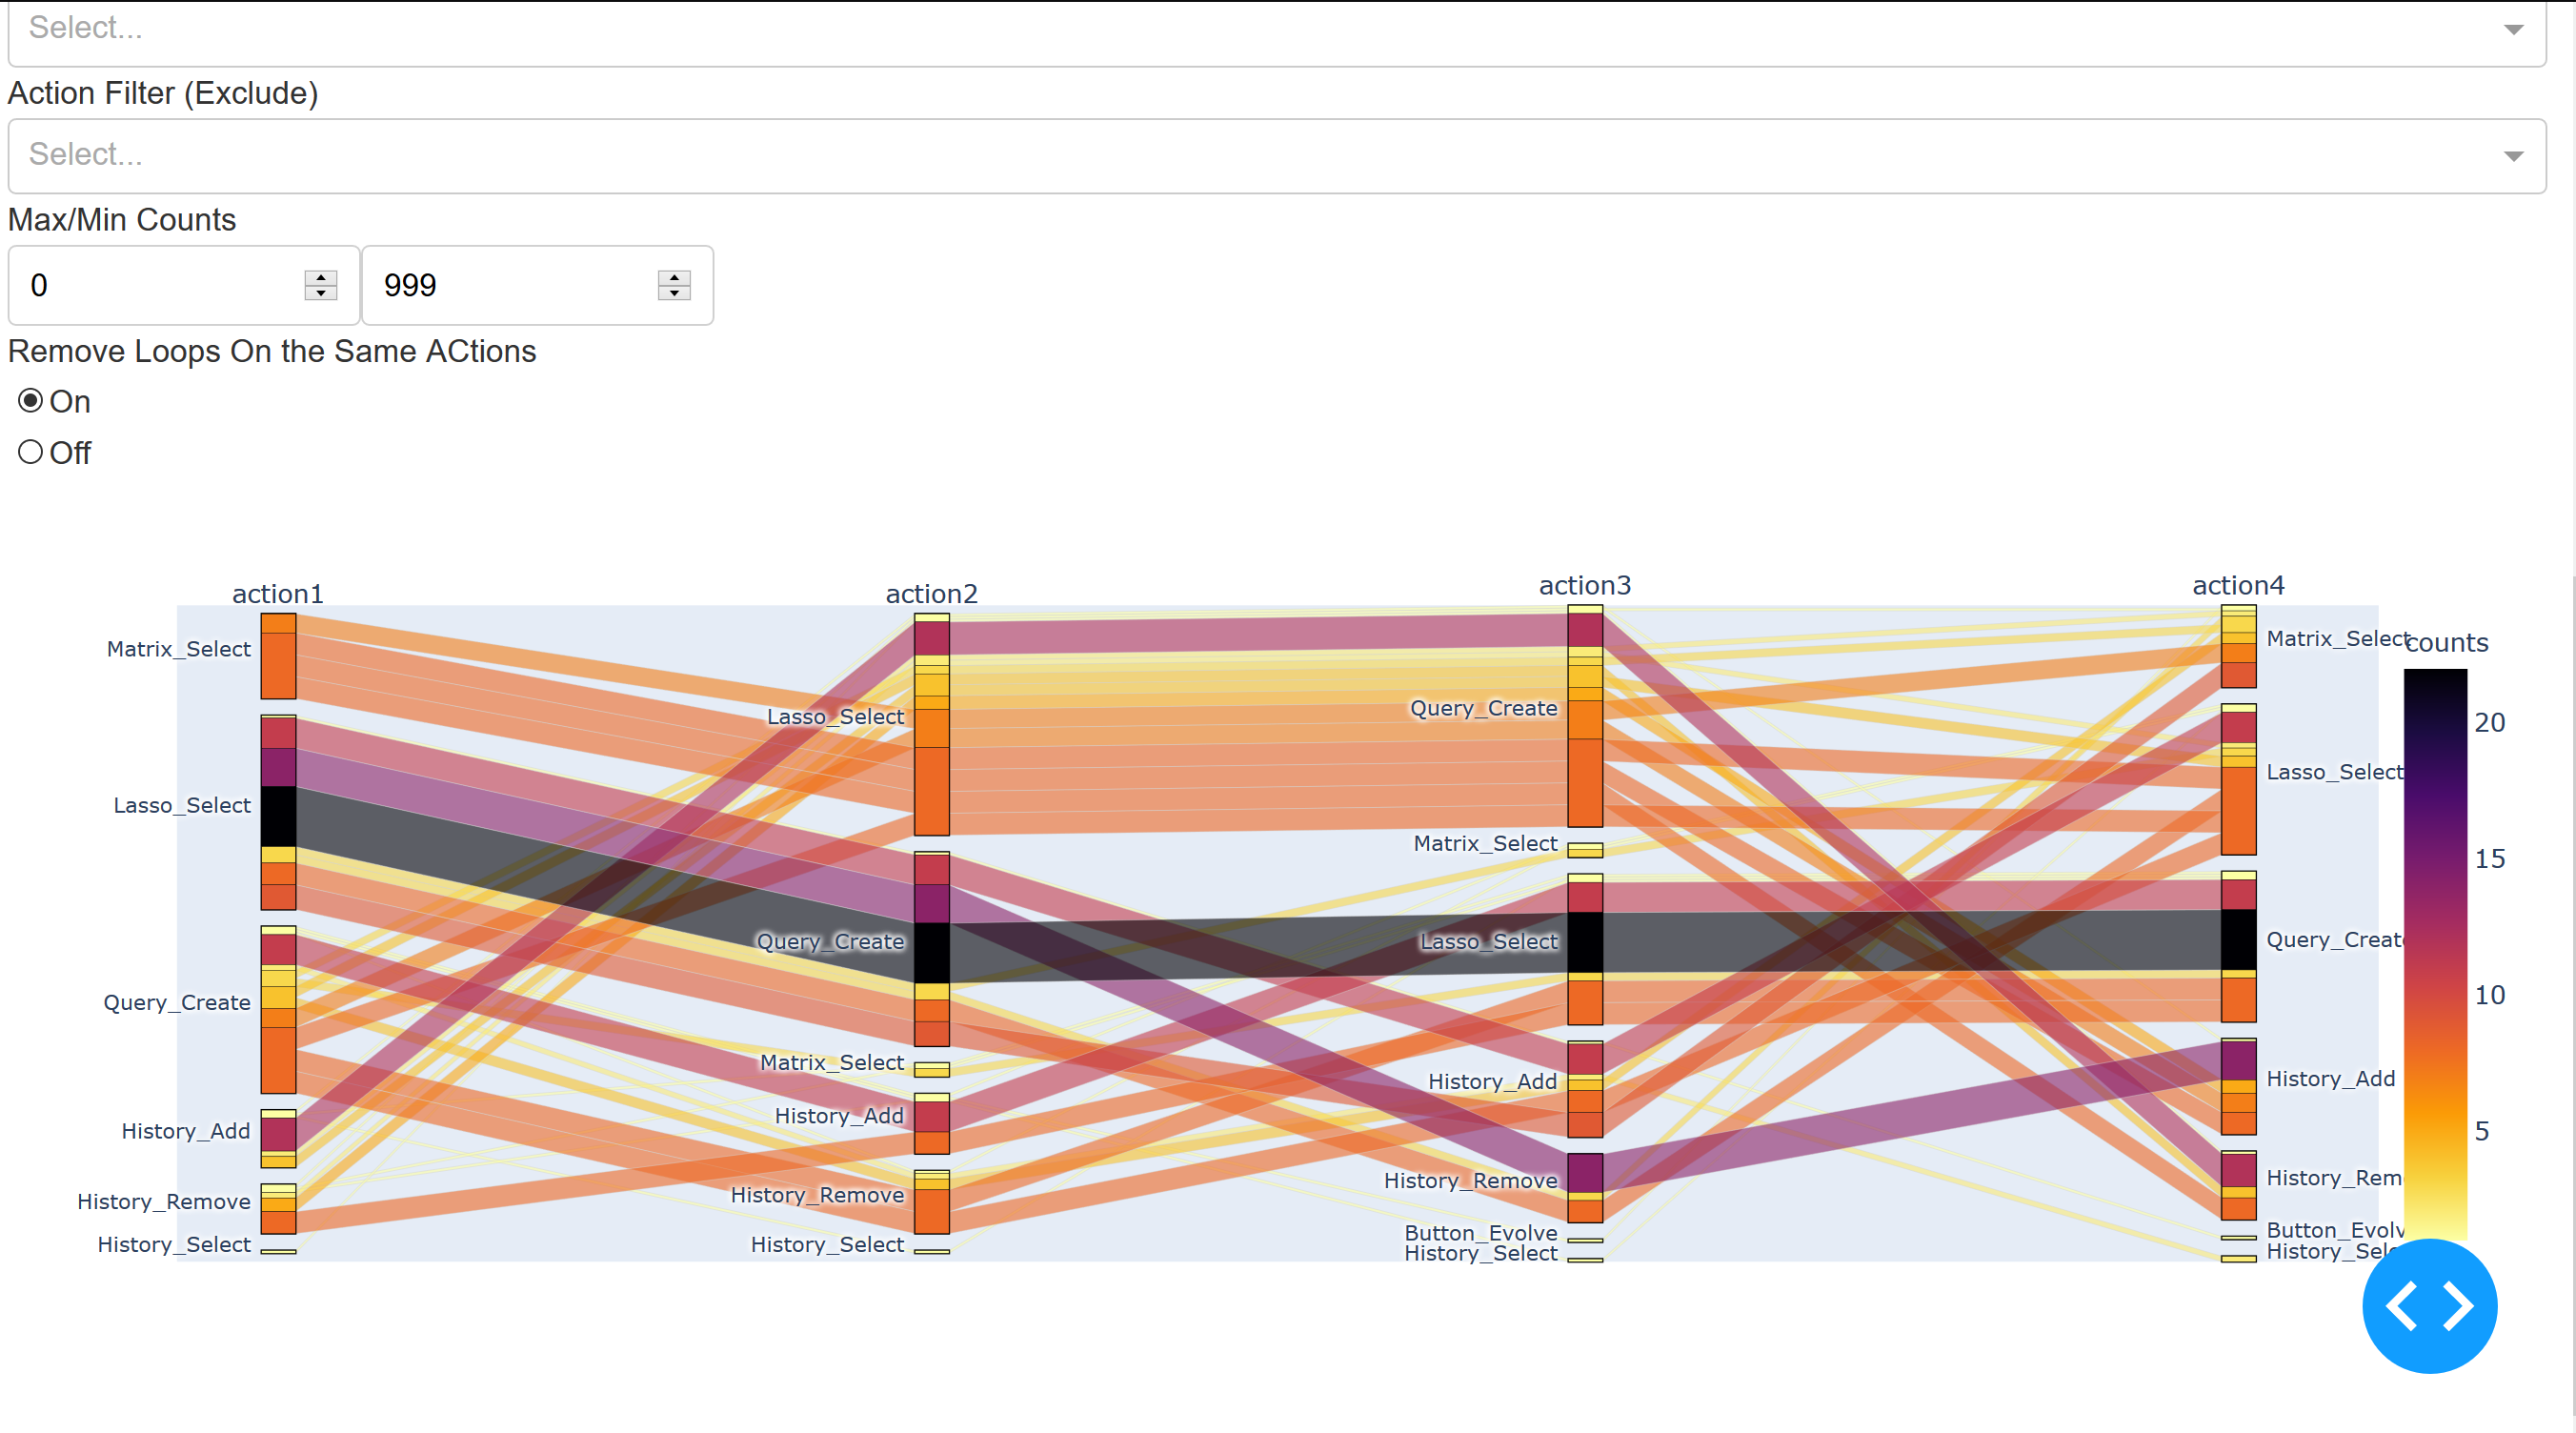 Select...
Action Filter (Exclude)
Select...
Max/Min Counts
0 999
Remove Loops On the Same ACtions
On
Off
action1 action2 action3 action4
Matrix_Select
Lasso_Select
Query_Create
History_Add
History_Remove
History_Select
Lasso_Select
Query_Create
Matrix_Select
History_Add
History_Remove
History_Select
Query_Create
Matrix_Select
Lasso_Select
History_Add
History_Remove
Button_Evolve
History_Select
Matrix_Select
Lasso_Select
Query_Creat
History_Add
History_Rem
Button_Evolv
History_Sele
counts
20
15
10
5